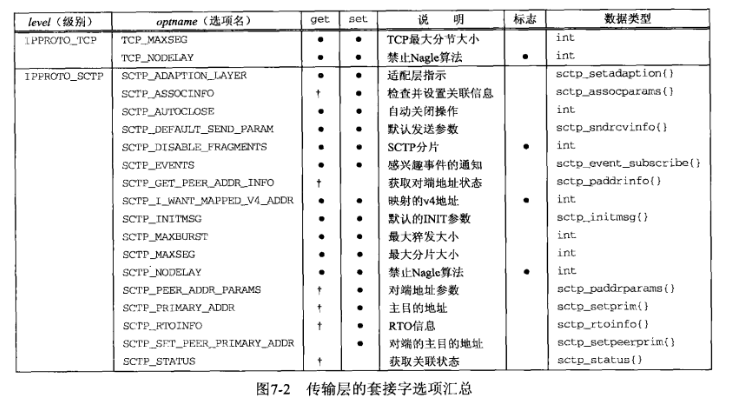 level（级别） optname（选项名） get set 说 明 标志 数据类型
IPPROTO_TCP TCP_MAXSEG ● ● TCP最大分节大小 int
TCP_NODELAY ● ● 禁止Nagle算法 ● int
IPPROTO_SCTP SCTP_ADAPTION_LAYER ● ● 适配层指示 sctp_setadaption{}
SCTP_ASSOCINFO † ● 检查并设置关联信息 sctp_assocparams{}
SCTP_AUTOCLOSE ● ● 自动关闭操作 int
SCTP_DEFAULT_SEND_PARAM ● ● 默认发送参数 sctp_sndrcvinfo{}
SCTP_DISABLE_FRAGMENTS ● ● SCTP分片 ● int
SCTP_EVENTS ● ● 感兴趣事件的通知 sctp_event_subscribe{}
SCTP_GET_PEER_ADDR_INFO † 获取对端地址状态 sctp_paddrinfo{}
SCTP_I_WANT_MAPPED_V4_ADDR ● ● 映射的v4地址 ● int
SCTP_INITMSG ● ● 默认的INIT参数 sctp_initmsg{}
SCTP_MAXBURST ● ● 最大猝发大小 int
SCTP_MAXSEG ● ● 最大分片大小 int
SCTP_NODELAY ● ● 禁止Nagle算法 ● int
SCTP_PEER_ADDR_PARAMS † ● 对端地址参数 sctp_paddrparams{}
SCTP_PRIMARY_ADDR † ● 主目的地址 sctp_setprim{}
SCTP_RTOINFO † ● RTO信息 sctp_rtoinfo{}
SCTP_SET_PEER_PRIMARY_ADDR ● 对端的主目的地址 sctp_setpeerprim{}
SCTP_STATUS † 获取关联状态 sctp_status{}
图7-2 传输层的套接字选项汇总